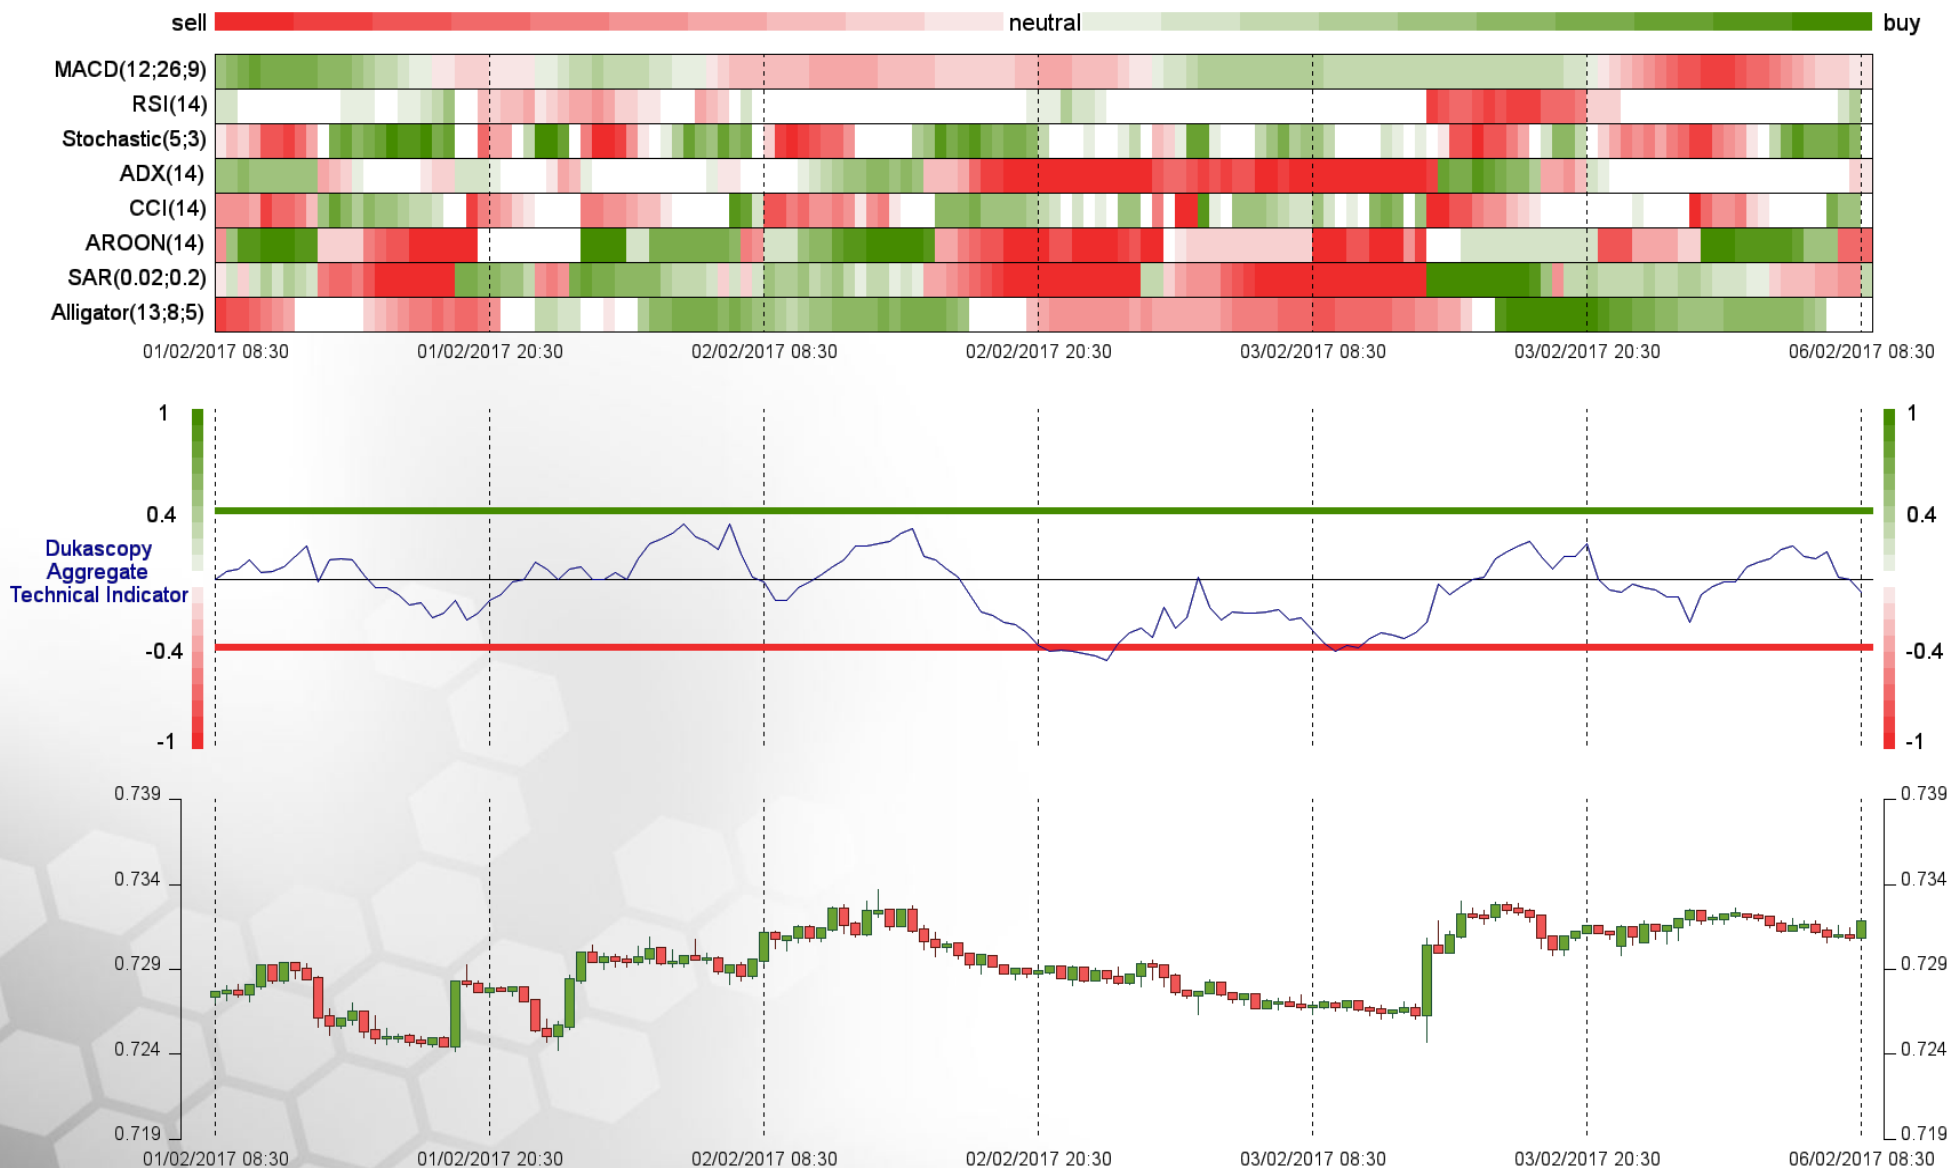 sell neutral buy
MACD(12;26;9)
RSI(14)
Stochastic(5;3)
ADX(14)
CCI(14)
AROON(14)
SAR(0.02;0.2)
Alligator(13;8;5)
01/02/2017 08:30 01/02/2017 20:30 02/02/2017 08:30 02/02/2017 20:30 03/02/2017 08:30 03/02/2017 20:30 06/02/2017 08:30
1 1
0.4 0.4
Dukascopy
Aggregate
Technical Indicator
-0.4 -0.4
-1 -1
0.739 0.739
0.734 0.734
0.729 0.729
0.724 0.724
0.719 0.719
01/02/2017 08:30 01/02/2017 20:30 02/02/2017 08:30 02/02/2017 20:30 03/02/2017 08:30 03/02/2017 20:30 06/02/2017 08:30